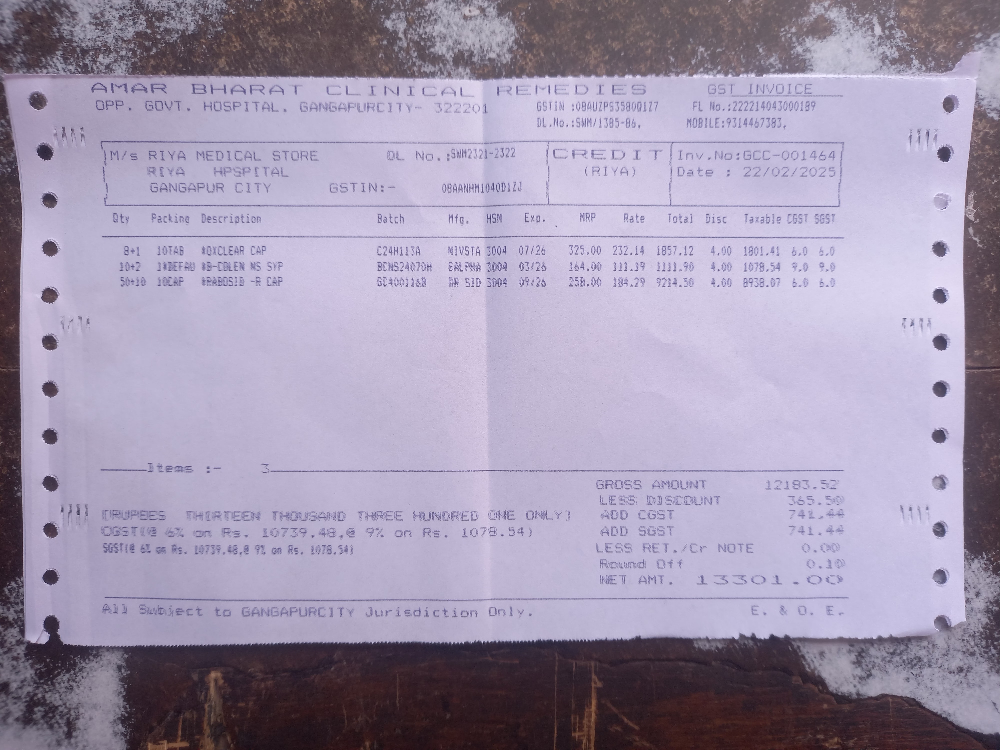 AMAR BHARAT CLINICAL REMEDIES GST INVOICE
OPP. GOVT. HOSPITAL, GANGAPURCITY- 322201 GSTIN :08AUZPS3580Q1Z7 FL No.:222214043000189
DL.No.:SWM/1385-86, MOBILE:9314467383,
M/s RIYA MEDICAL STORE DL No.:SWM2321-2322 CREDIT Inv.No:GCC-001464
RIYA HPSPITAL (RIYA) Date : 22/02/2025
GANGAPUR CITY GSTIN:- 08AANHM1040D1ZJ
Qty Packing Description Batch Mfg. HSN Exp. MRP Rate Total Disc Taxable CGST SGST
8+1 10TAB CAP C24H113A 3004 07/26 325.00 232.14 1857.12 4.00 1801.41 6.0 6.0
10+2 NS SYP 3004 03/26 164.00 111.19 1111.90 4.00 1078.54 9.0 9.0
50+10 10CAP -R CAP 3004 09/26 258.00 184.29 9214.50 4.00 8938.07 6.0 6.0
Items :- 3
GROSS AMOUNT 12183.52
LESS DISCOUNT 365.50
[RUPEES THIRTEEN THOUSAND THREE HUNDRED ONE ONLY] ADD CGST 741.44
CGST(@ 6% on Rs. 10739.48,@ 9% on Rs. 1078.54) ADD SGST 741.44
SGST(@ 6% on Rs. 10739.48,@ 9% on Rs. 1078.54) LESS RET./Cr NOTE 0.00
Round Off 0.10
NET AMT. 13301.00
All Subject to GANGAPURCITY Jurisdiction Only. E. & O. E.